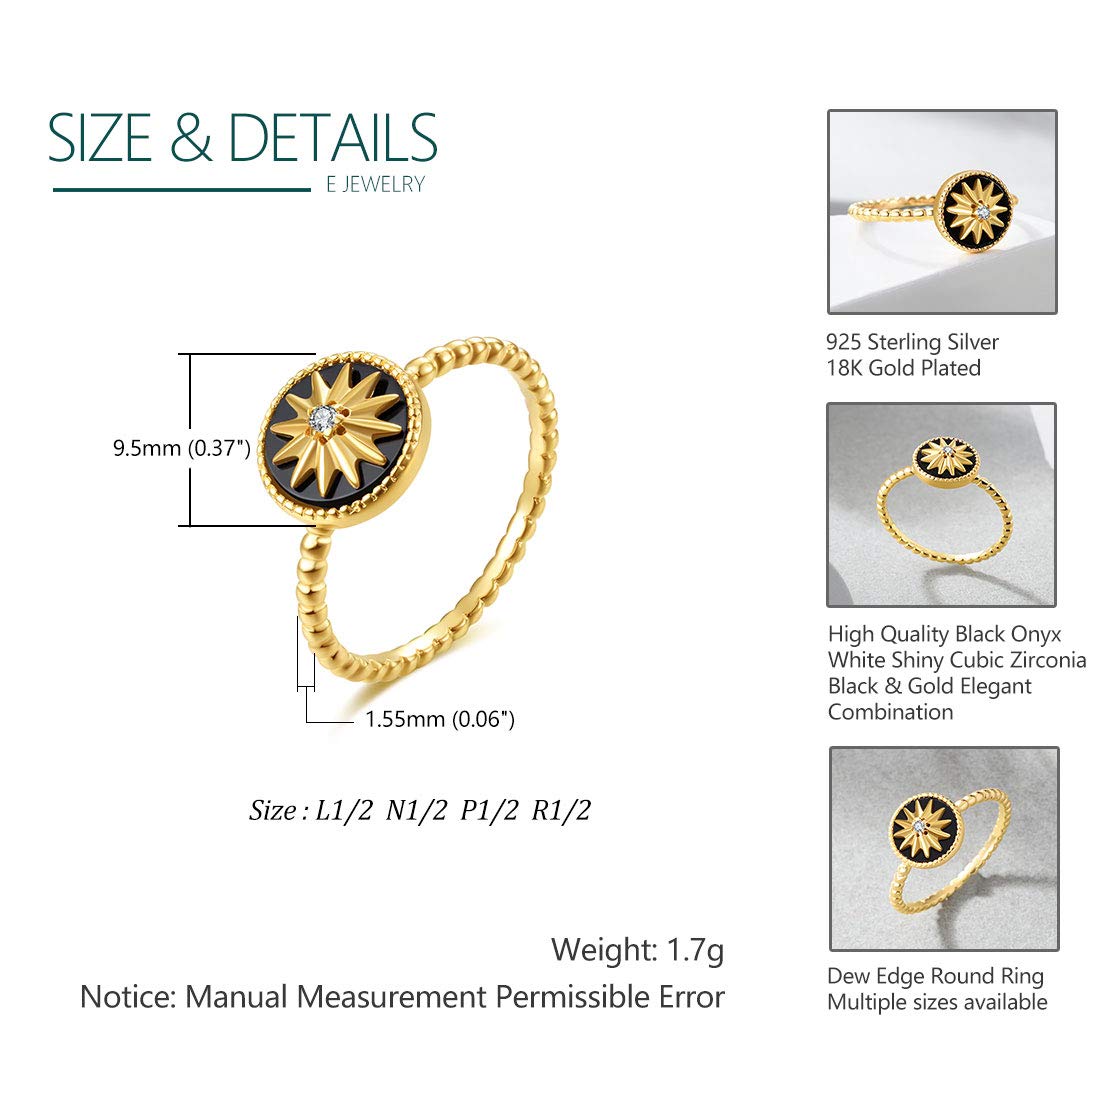 SIZE & DETAILS
E JEWELRY
9.5mm (0.37")
1.55mm (0.06")
Size : L1/2 N1/2 P1/2 R1/2
Weight: 1.7g
Notice: Manual Measurement Permissible Error
925 Sterling Silver
18K Gold Plated
High Quality Black Onyx
White Shiny Cubic Zirconia
Black & Gold Elegant
Combination
Dew Edge Round Ring
Multiple sizes available